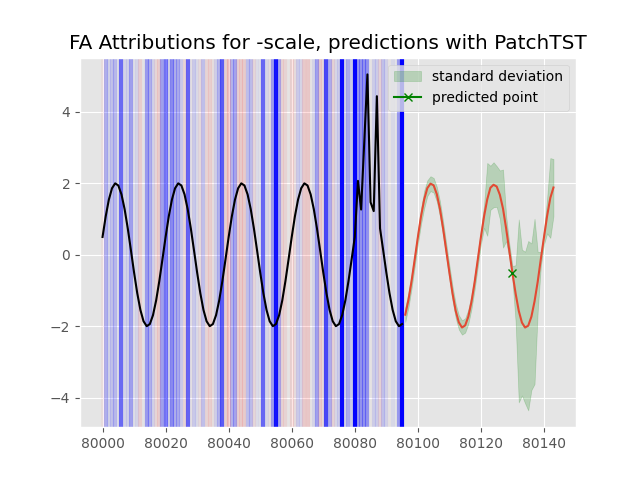 FA Attributions for -scale, predictions with PatchTST
standard deviation
predicted point
4
2
0
−2
−4
80000 80020 80040 80060 80080 80100 80120 80140